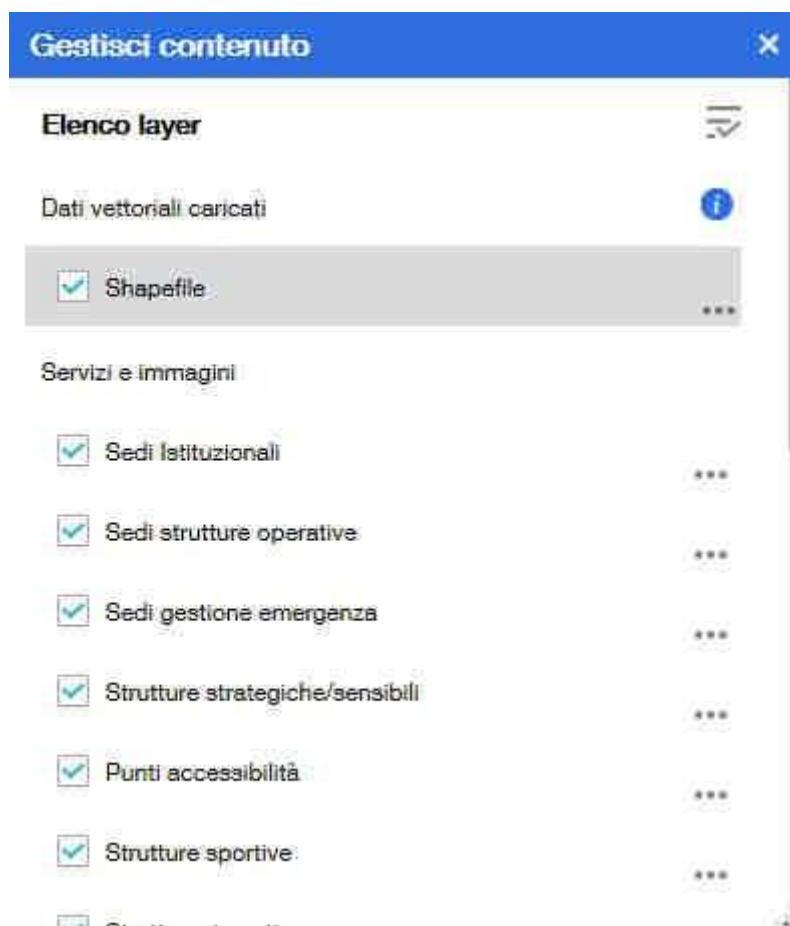 Gestisci contenuto
Elenco layer
Dati vettoriali caricati
Shapefile
Servizi e immagini
Sedi Istituzionali
Sedi strutture operative
Sedi gestione emergenza
Strutture strategiche/sensibili
Punti accessibilità
Strutture sportive